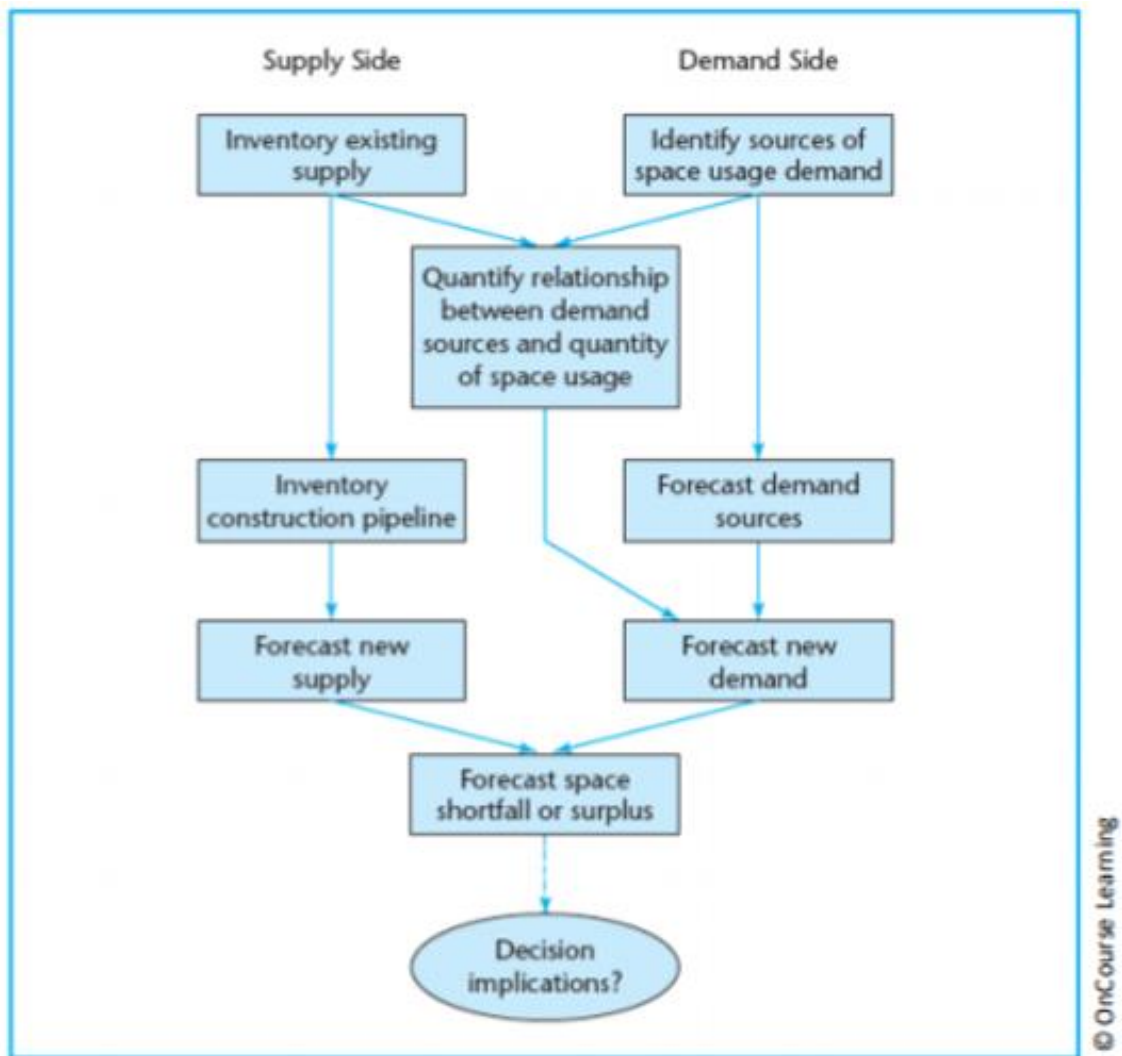 Supply Side
Demand Side
Inventory existing
supply
Identify sources of
space usage demand
Quantify relationship
between demand
sources and quantity
of space usage
Inventory
construction pipeline
Forecast demand
sources
Forecast new
supply
Forecast new
demand
Forecast space
shortfall or surplus
Decision
implications?
© OnCourse Learning